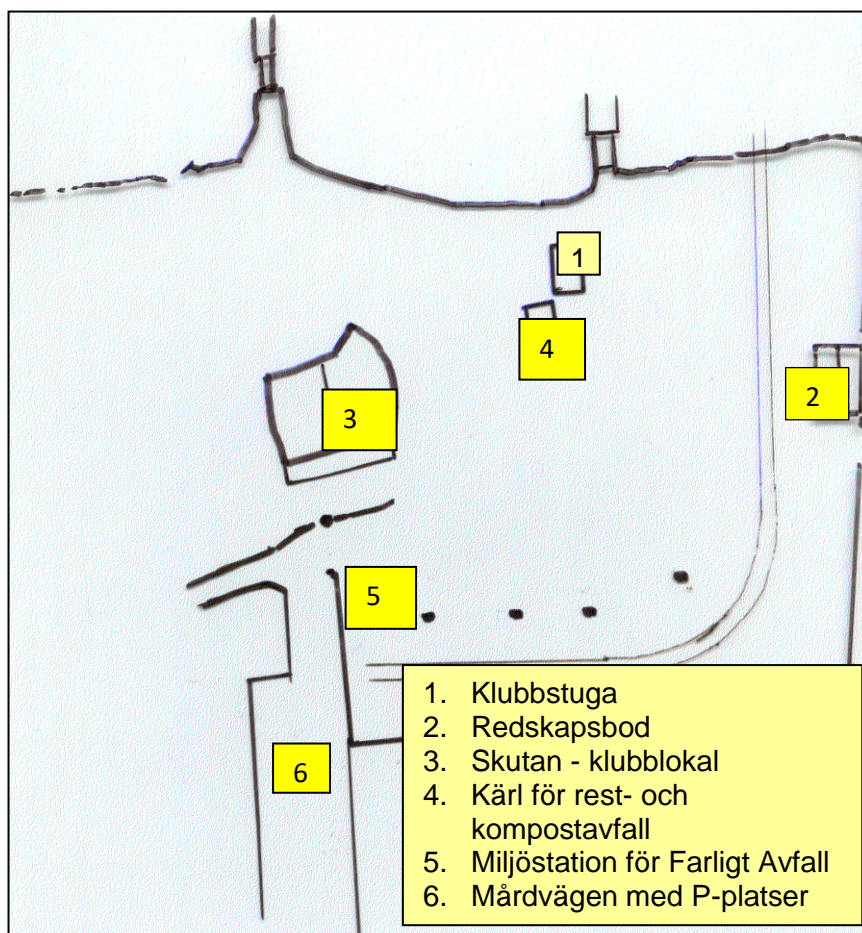 1
4
2
3
5
6
1. Klubbstuga
2. Redskapsbod
3. Skutan - klubblokal
4. Kärl för rest- och
kompostavfall
5. Miljöstation för Farligt Avfall
6. Mårdvägen med P-platser